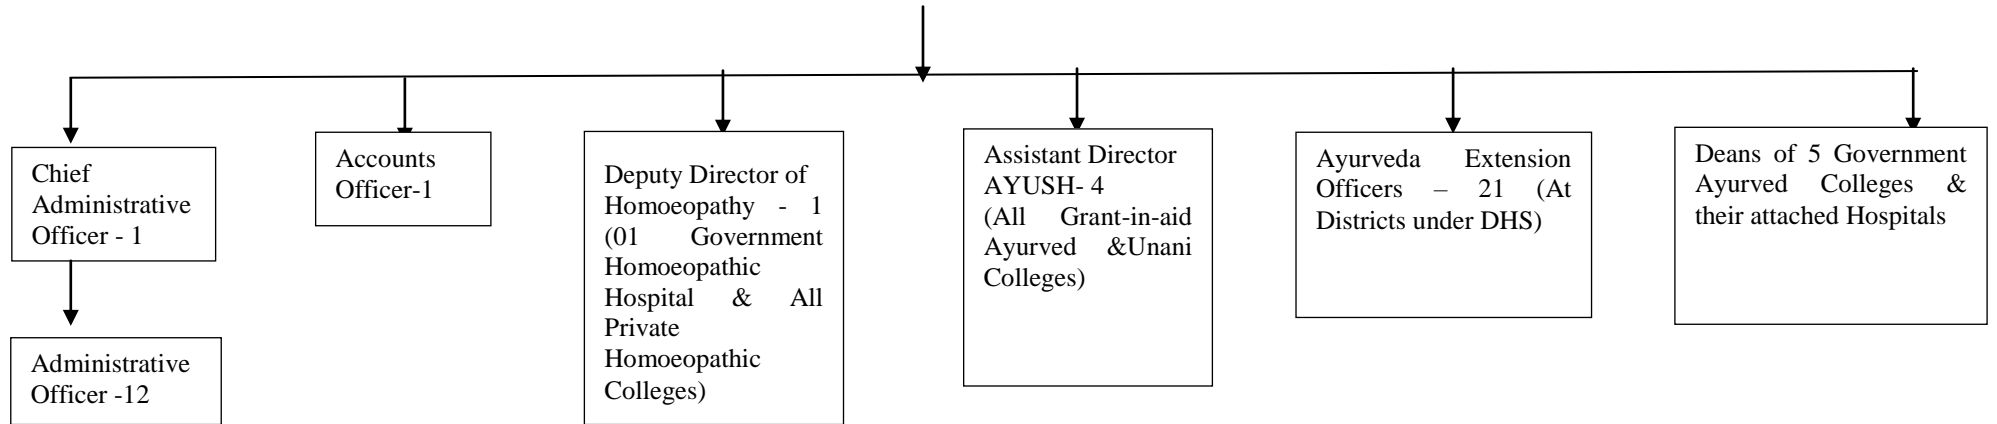 Chief
Administrative
Officer - 1
Administrative
Officer -12
Accounts
Officer-1
Deputy Director of
Homoeopathy - 1
(01 Government
Homoeopathic
Hospital & All
Private
Homoeopathic
Colleges)
Assistant Director
AYUSH- 4
(All Grant-in-aid
Ayurved &Unani
Colleges)
Ayurveda Extension
Officers – 21 (At
Districts under DHS)
Deans of 5 Government
Ayurved Colleges &
their attached Hospitals